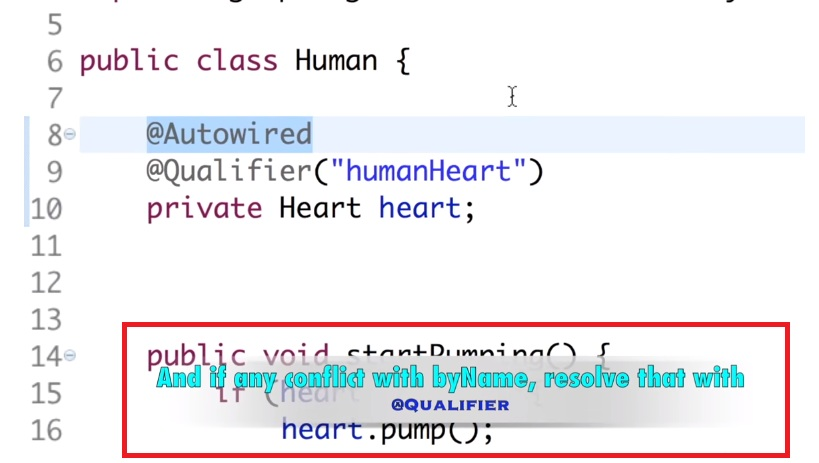 5
6 public class Human {
7
8 @Autowired
9 @Qualifier("humanHeart")
10 private Heart heart;
11
12
13
14 public void startPumping() {
And if any conflict with byName, resolve that with
15 if (heart {
@QUALIFIER
16 heart.pump();